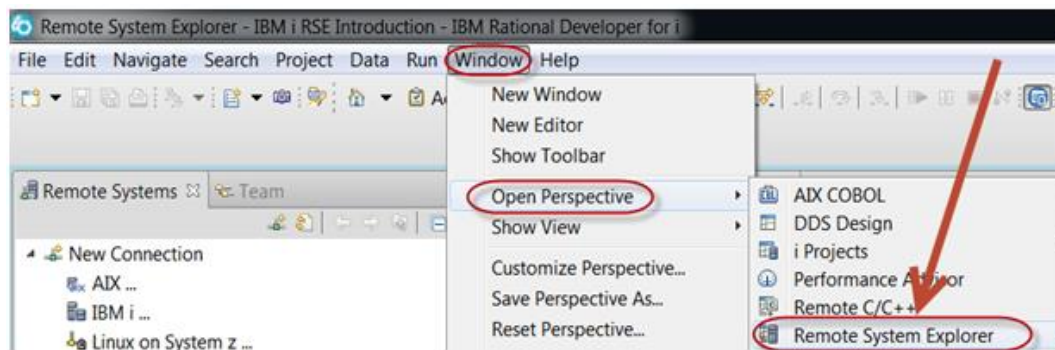 Remote System Explorer - IBM i RSE Introduction - IBM Rational Developer for i
File Edit Navigate Search Project Data Run Window Help
New Window
New Editor
Show Toolbar
Open Perspective
Show View
Customize Perspective...
Save Perspective As...
Reset Perspective...
Remote Systems Team
New Connection
AIX ...
IBM i ...
Linux on System z ...
AIX COBOL
DDS Design
i Projects
Performance Advisor
Remote C/C++
Remote System Explorer